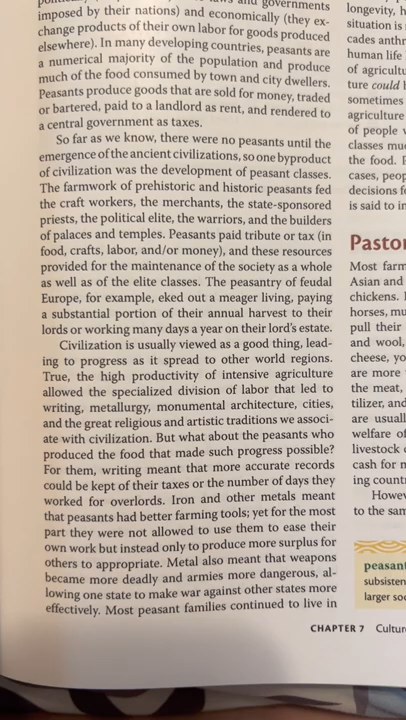 governments
imposed by their nations) and economically (they ex-
change products of their own labor for goods produced
elsewhere). In many developing countries, peasants are
a numerical majority of the population and produce
much of the food consumed by town and city dwellers.
Peasants produce goods that are sold for money, traded
or bartered, paid to a landlord as rent, and rendered to
a central government as taxes.
So far as we know, there were no peasants until the
emergence of the ancient civilizations, so one byproduct
of civilization was the development of peasant classes.
The farmwork of prehistoric and historic peasants fed
the craft workers, the merchants, the state-sponsored
priests, the political elite, the warriors, and the builders
of palaces and temples. Peasants paid tribute or tax (in
food, crafts, labor, and/or money), and these resources
provided for the maintenance of the society as a whole
as well as of the elite classes. The peasantry of feudal
Europe, for example, eked out a meager living, paying
a substantial portion of their annual harvest to their
lords or working many days a year on their lord's estate.
Civilization is usually viewed as a good thing, lead-
ing to progress as it spread to other world regions.
True, the high productivity of intensive agriculture
allowed the specialized division of labor that led to
writing, metallurgy, monumental architecture, cities,
and the great religious and artistic traditions we associ-
ate with civilization. But what about the peasants who
produced the food that made such progress possible?
For them, writing meant that more accurate records
could be kept of their taxes or the number of days they
worked for overlords. Iron and other metals meant
that peasants had better farming tools; yet for the most
part they were not allowed to use them to ease their
own work but instead only to produce more surplus for
others to appropriate. Metal also meant that weapons
became more deadly and armies more dangerous, al-
lowing one state to make war against other states more
effectively. Most peasant families continued to live in
longevity, h
situation is
cades anthr
human life
of agricultu
ture could
sometimes
agriculture
of people
classes muc
the food.
cases, peop
decisions fo
is said to in
Pastor
Most farm
Asian and
chickens.
horses, mu
pull their
and wool,
cheese, yo
are more
the meat,
tilizer, and
are usuall
welfare of
livestock
cash for
ing count
Howev
to the sam
peasant
subsisten
larger so
CHAPTER 7 Cultur